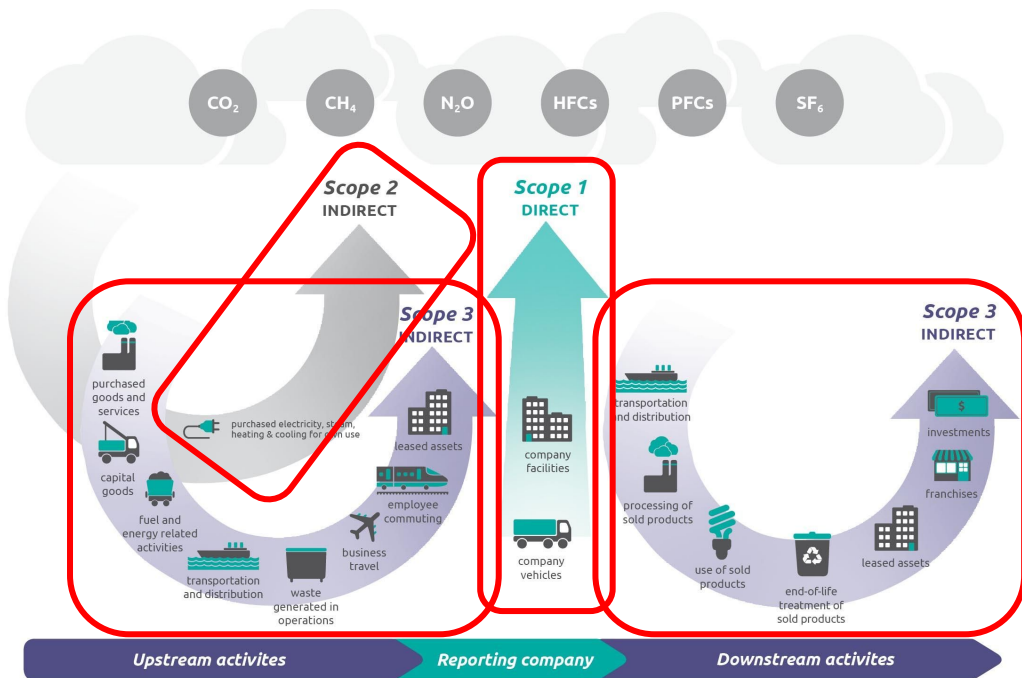 CO₂
CH₄
N₂O
HFCs
PFCs
SF₆
Scope 2
INDIRECT
Scope 1
DIRECT
Scope 3
INDIRECT
Scope 3
INDIRECT
purchased
goods and
services
capital
goods
fuel and
energy related
activities
purchased electricity, steam,
heating & cooling for own use
transportation
and distribution
waste
generated in
operations
business
travel
employee
commuting
leased assets
company
facilities
company
vehicles
transportation
and distribution
processing of
sold products
use of sold
products
end-of-life
treatment of
sold products
leased assets
franchises
investments
$
Upstream activites
Reporting company
Downstream activites